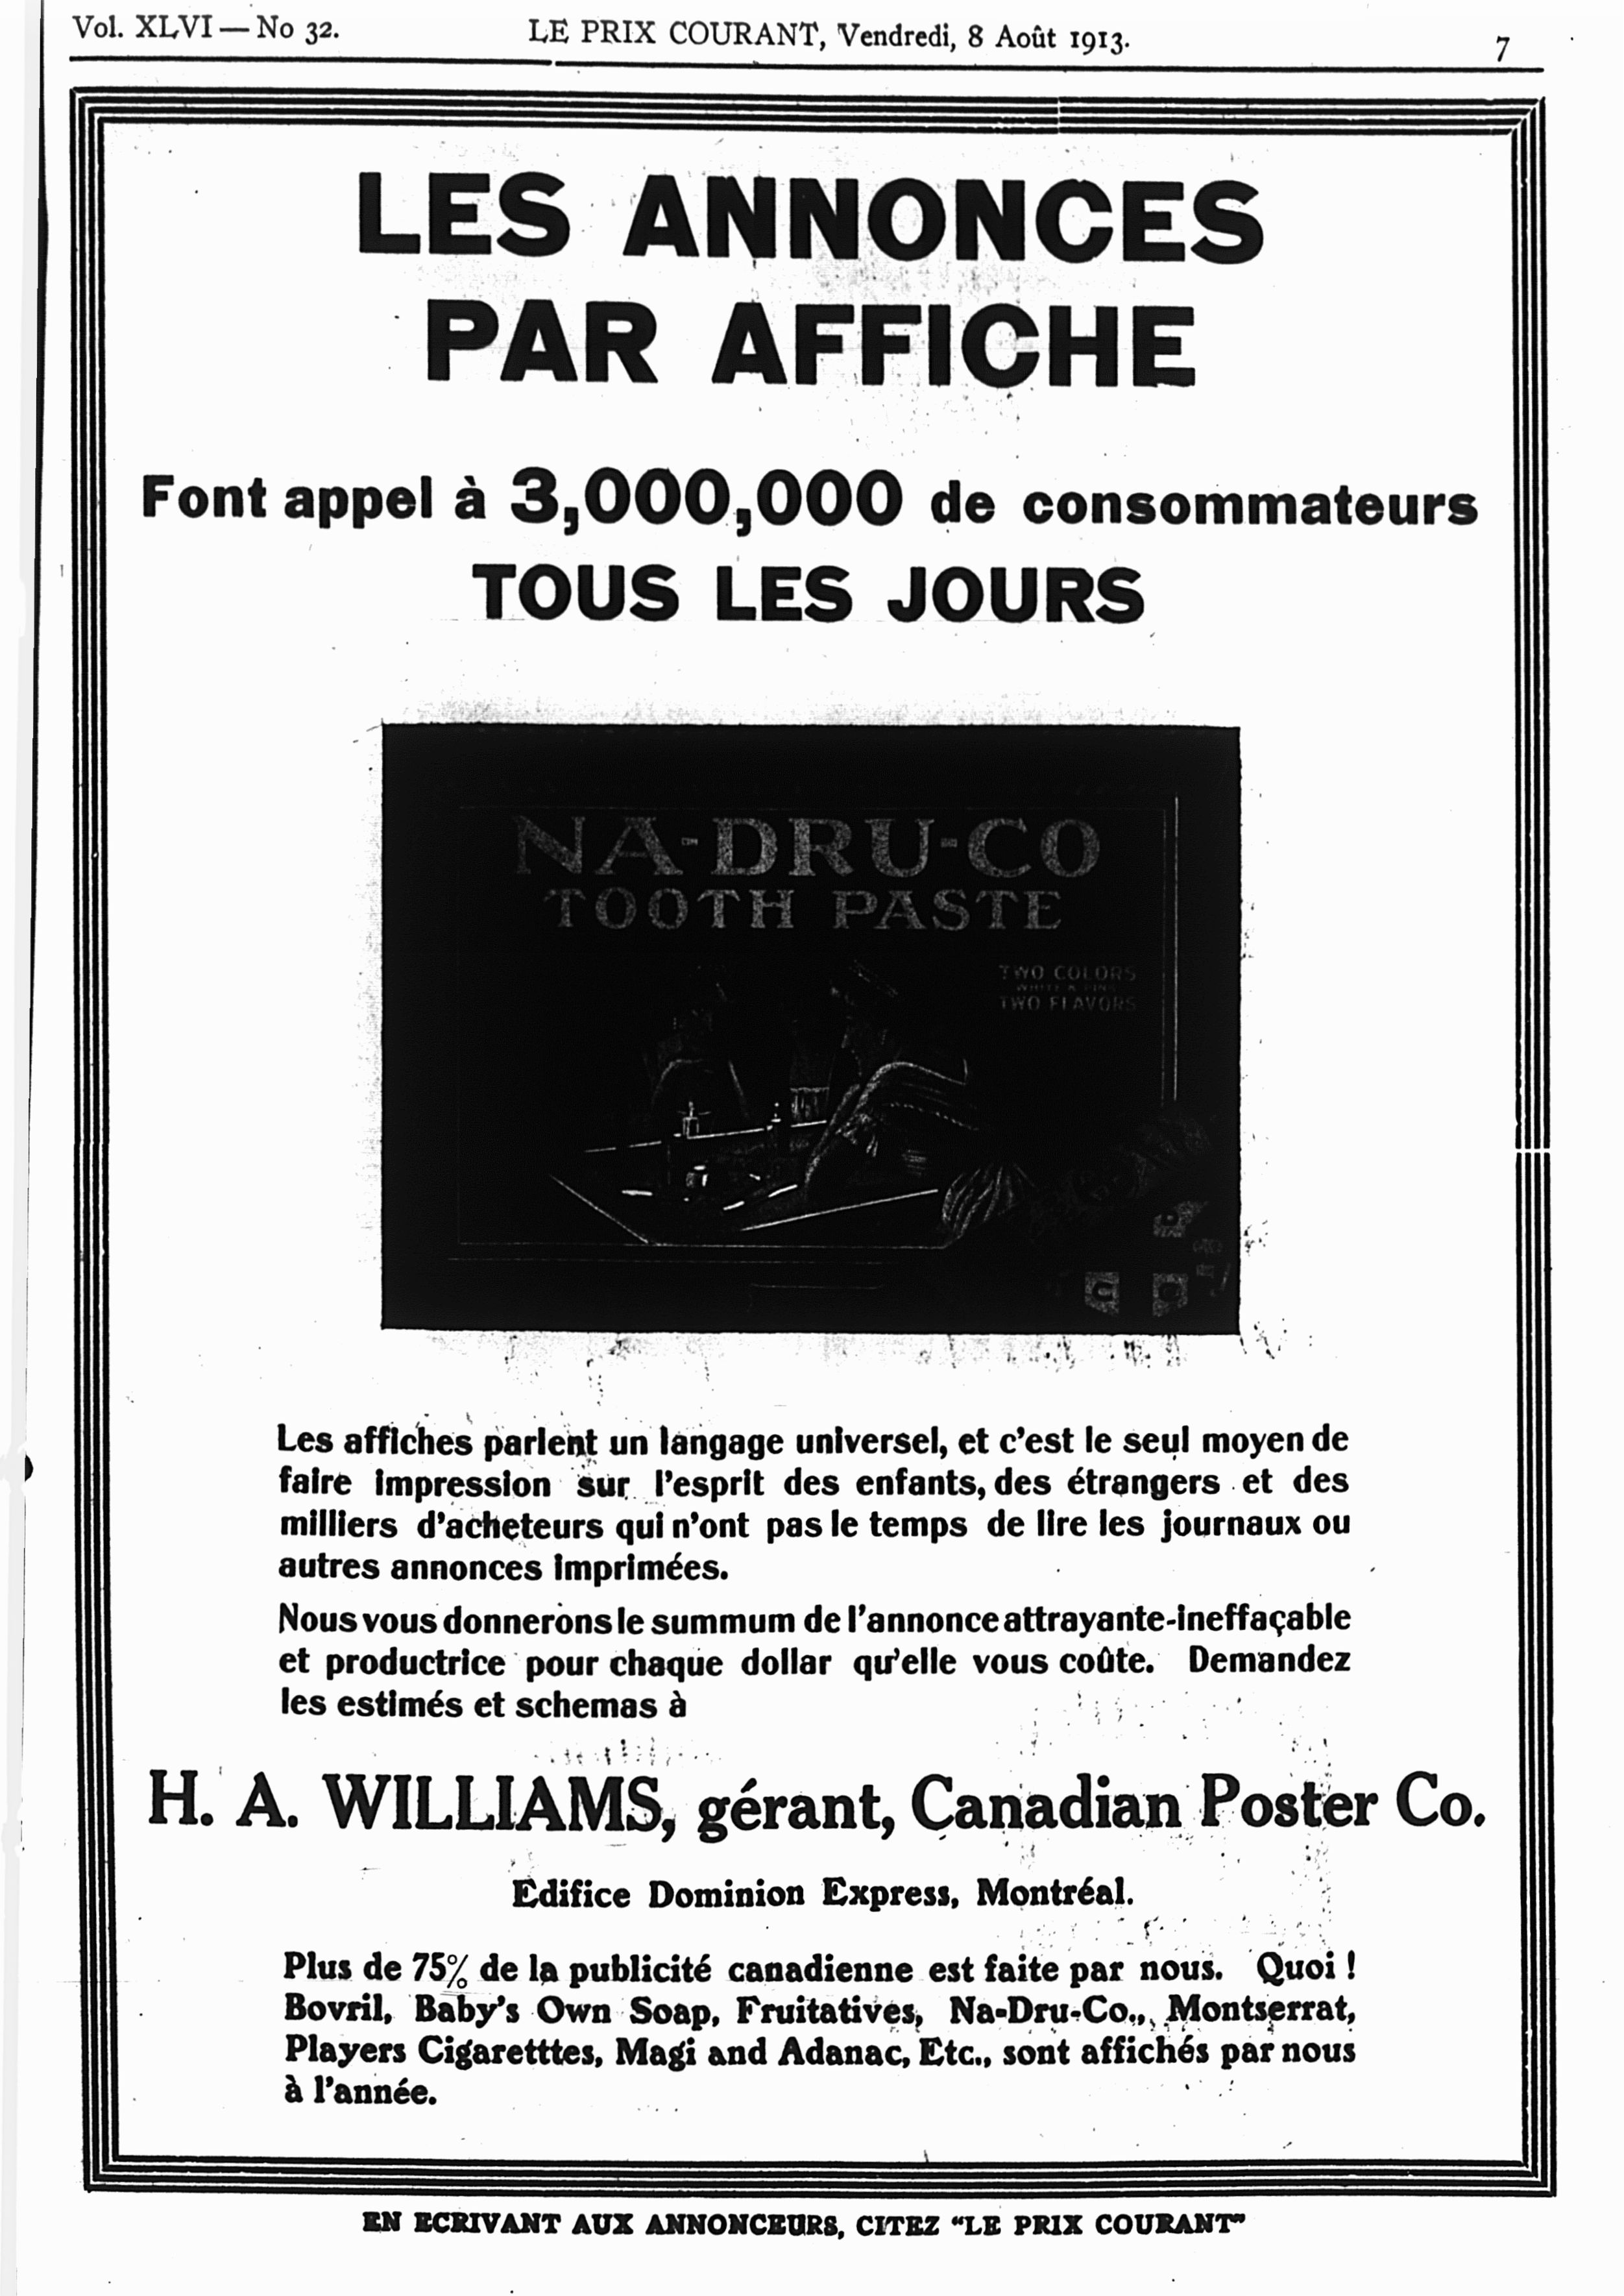 Vol. XLVI — No 32.
LE PRIX COURANT, Vendredi, 8 Août 1913.
7
LES ANNONCES
PAR AFFICHE
Font appel à 3,000,000 de consommateurs
TOUS LES JOURS
NA-DRU-CO
TOOTH PASTE
TWO COLORS
WHITE & PINK
TWO FLAVORS
Les affiches parlent un langage universel, et c'est le seul moyen de
faire impression sur l'esprit des enfants, des étrangers et des
milliers d'acheteurs qui n'ont pas le temps de lire les journaux ou
autres annonces imprimées.
Nous vous donnerons le summum de l'annonce attrayante-ineffaçable
et productrice pour chaque dollar qu'elle vous coûte. Demandez
les estimés et schemas à
H. A. WILLIAMS, gérant, Canadian Poster Co.
Edifice Dominion Express, Montréal.
Plus de 75% de la publicité canadienne est faite par nous. Quoi !
Bovril, Baby's Own Soap, Fruitatives, Na-Dru-Co., Montserrat,
Players Cigaretttes, Magi and Adanac, Etc., sont affichés par nous
à l'année.
EN ECRIVANT AUX ANNONCEURS, CITEZ "LE PRIX COURANT"